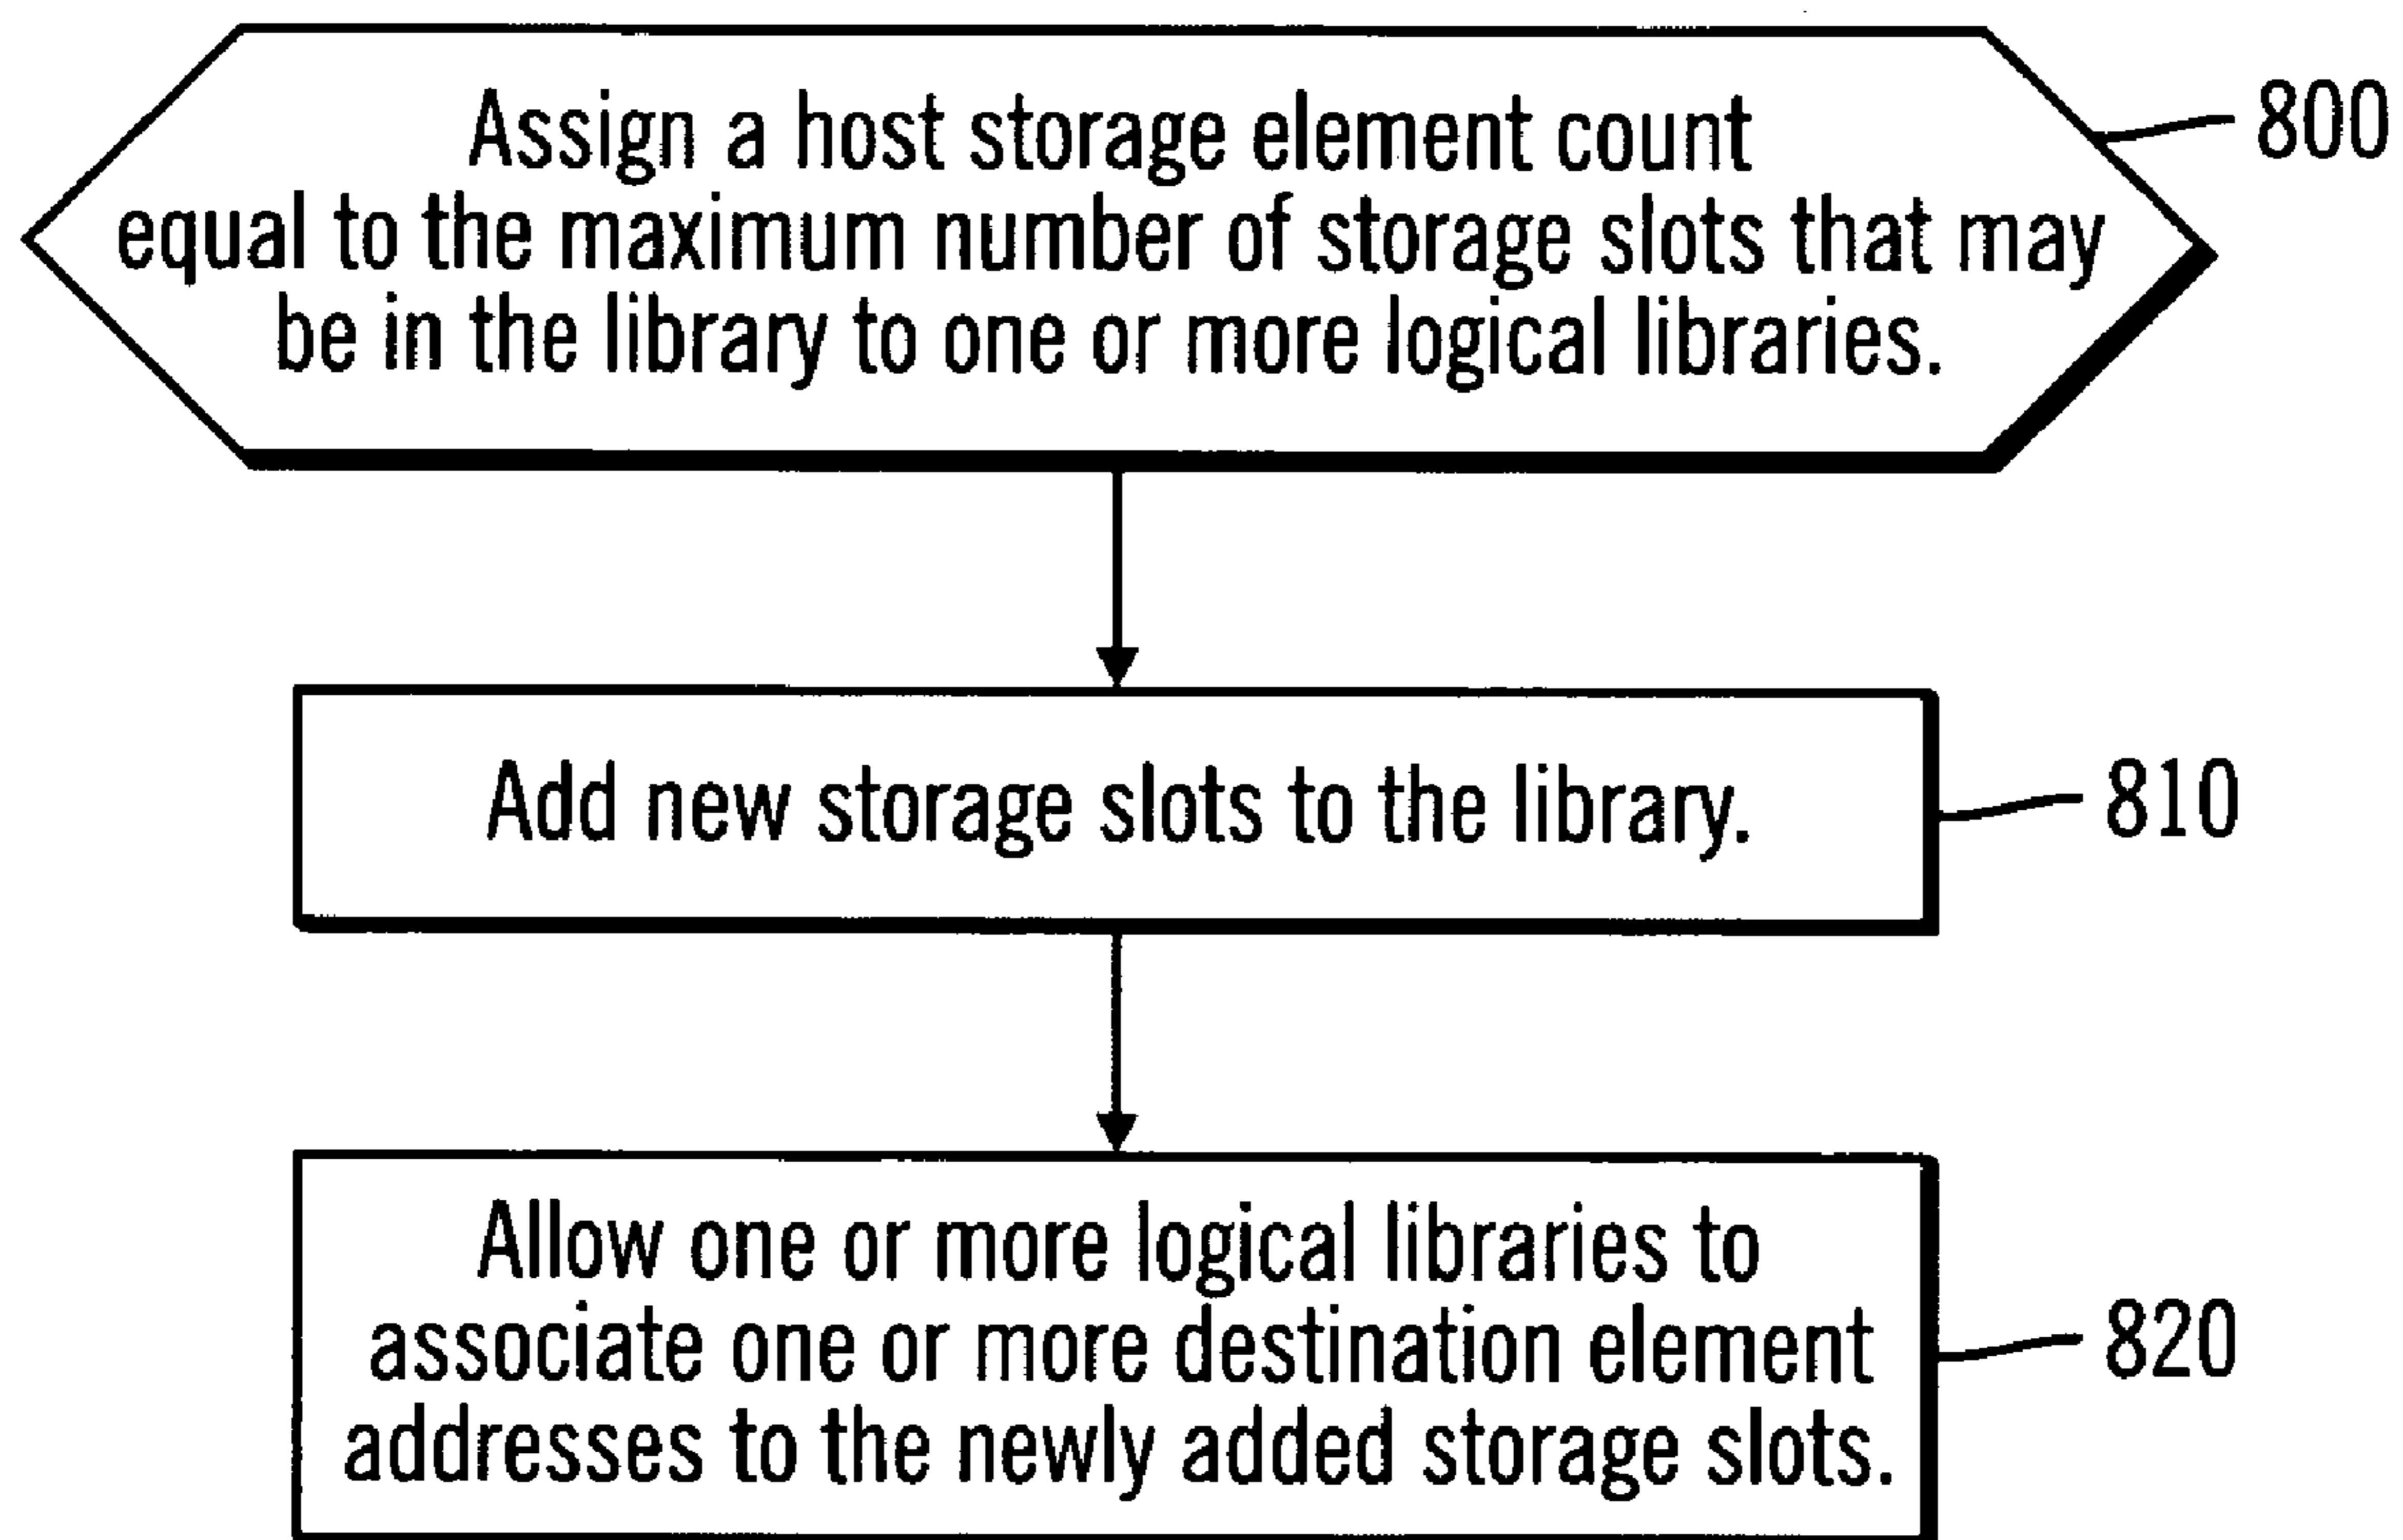 Assign a host storage element count
equal to the maximum number of storage slots that may
be in the library to one or more logical libraries.
800
Add new storage slots to the library.
810
Allow one or more logical libraries to
associate one or more destination element
addresses to the newly added storage slots.
820